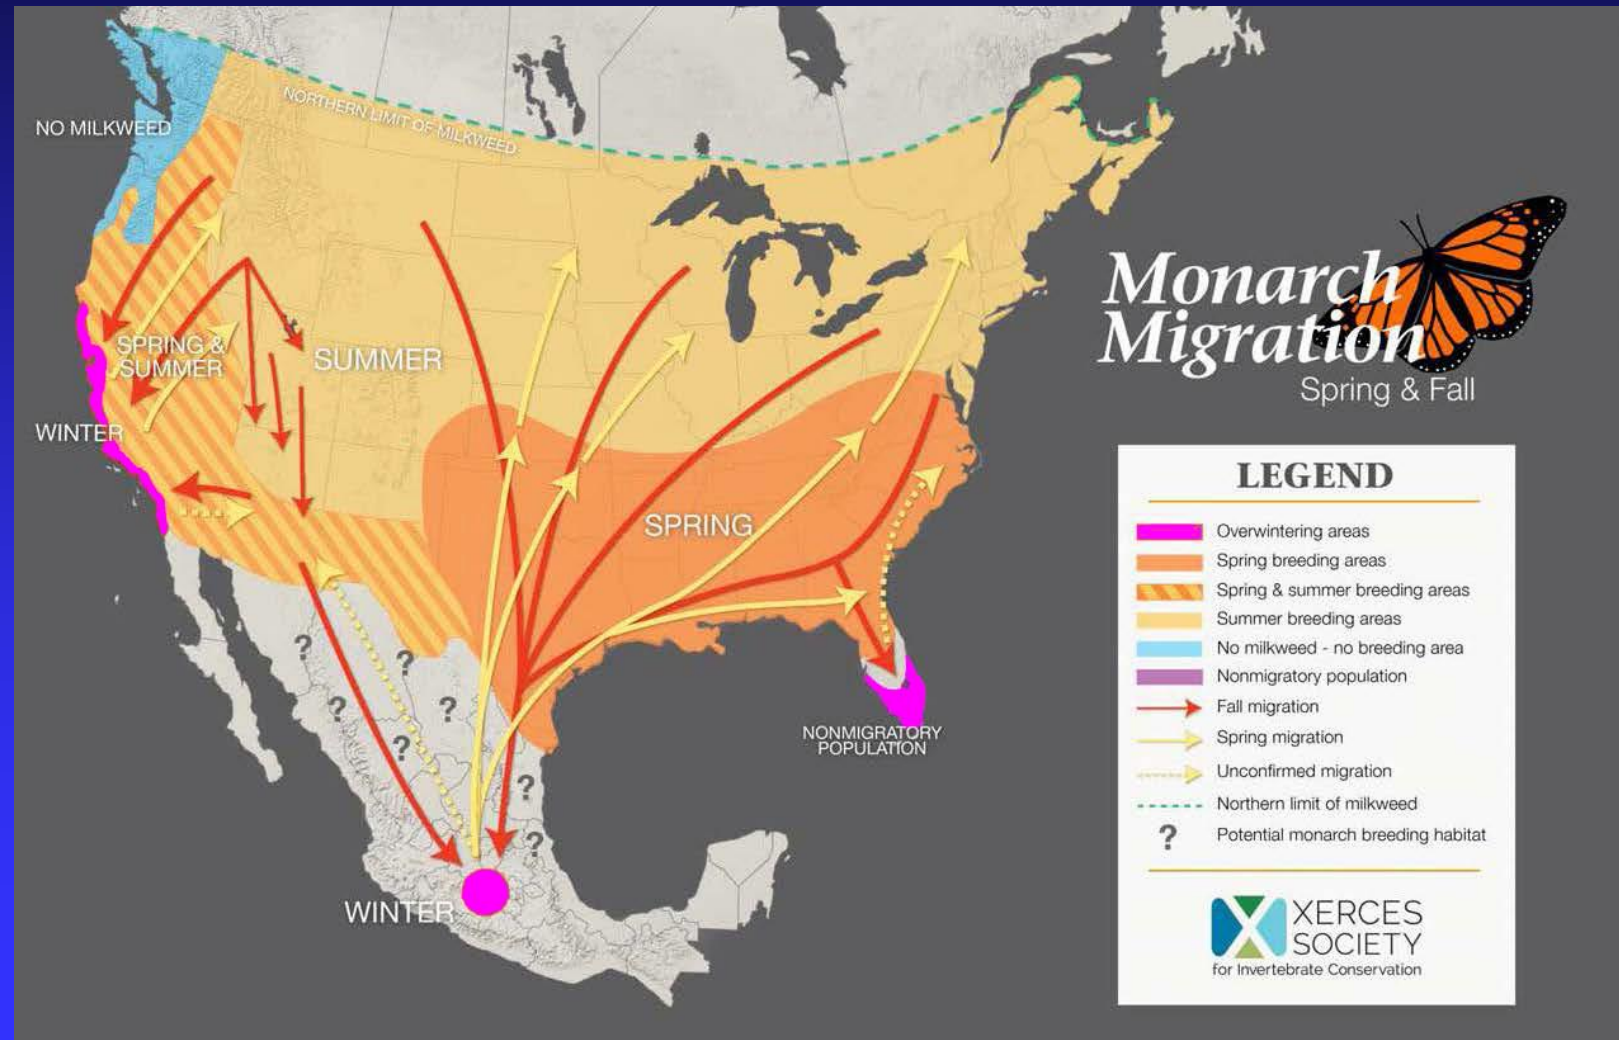 NO MILKWEED
NORTHERN LIMIT OF MILKWEED
SPRING &
SUMMER
SUMMER
WINTER
SPRING
NONMIGRATORY
POPULATION
WINTER
?
?
?
?
?
?
?
Monarch
Migration
Spring & Fall
LEGEND
Overwintering areas
Spring breeding areas
Spring & summer breeding areas
Summer breeding areas
No milkweed - no breeding area
Nonmigratory population
Fall migration
Spring migration
Unconfirmed migration
Northern limit of milkweed
? Potential monarch breeding habitat
XERCES
SOCIETY
for Invertebrate Conservation